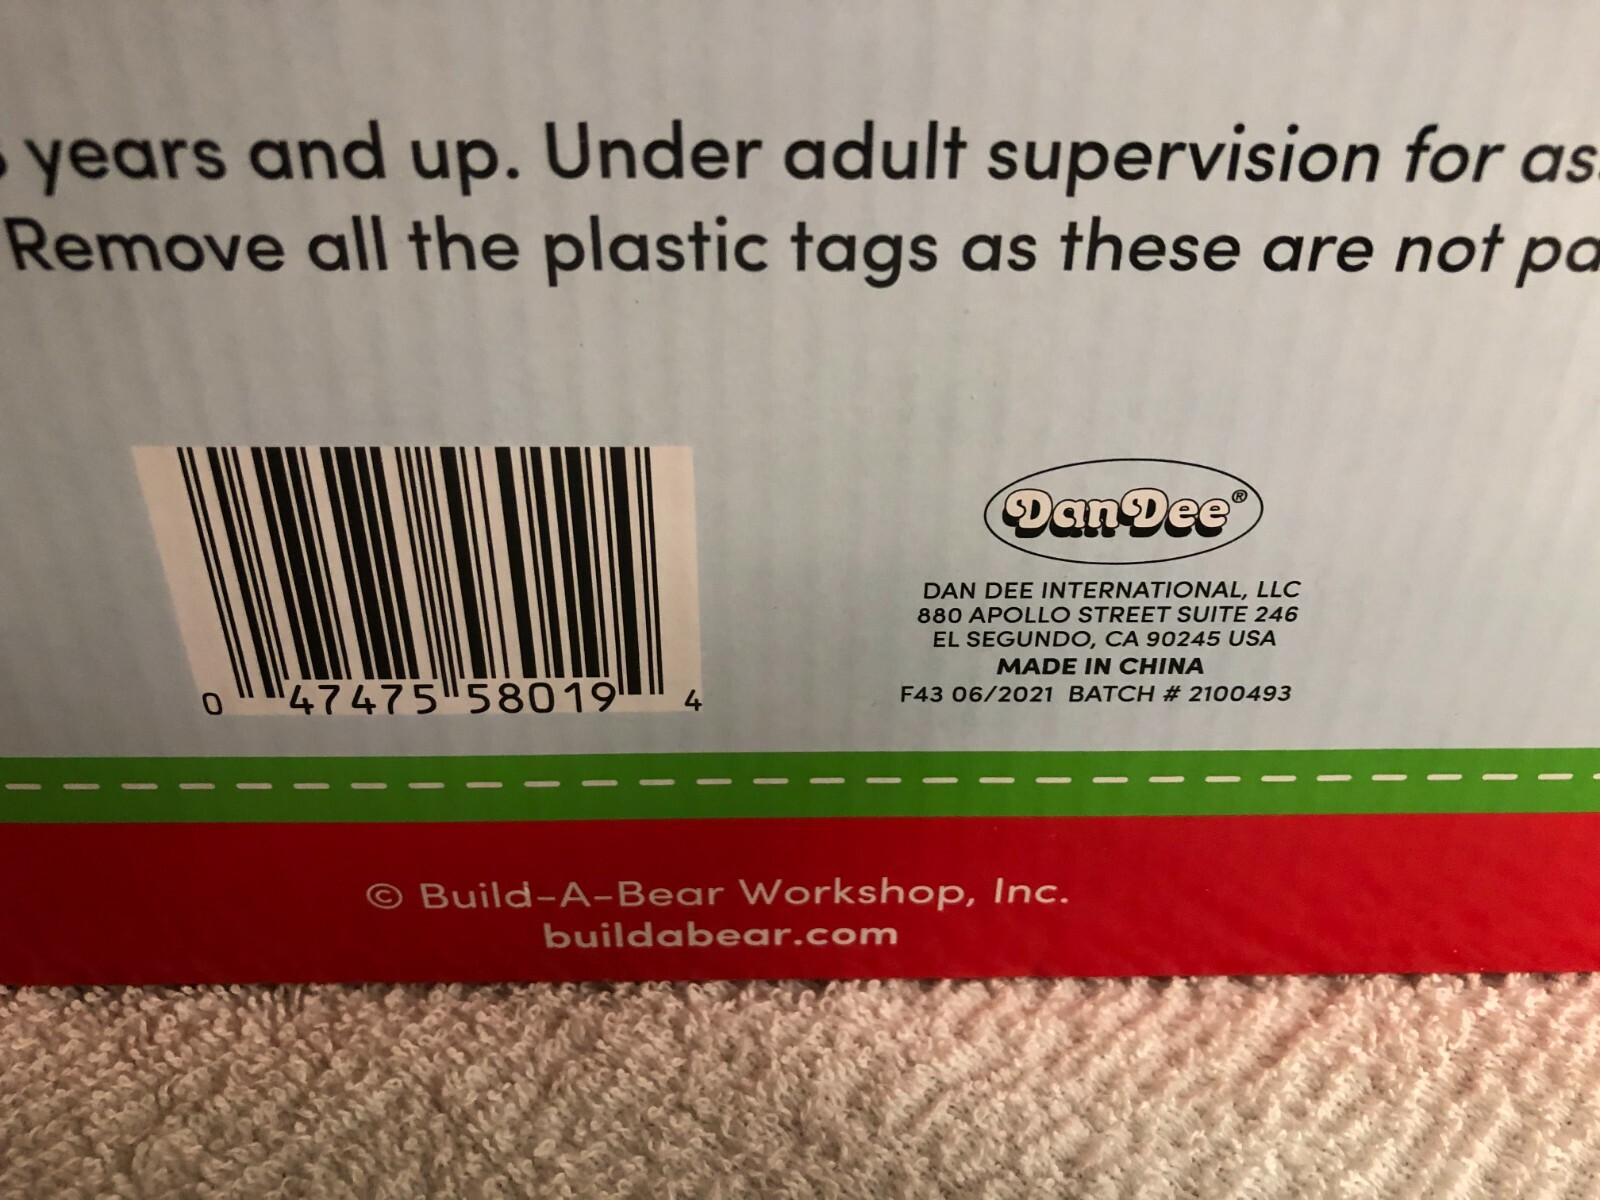 years and up. Under adult supervision for as
Remove all the plastic tags as these are not pa
0 47475 58019 4
DanDee®
DAN DEE INTERNATIONAL, LLC
880 APOLLO STREET SUITE 246
EL SEGUNDO, CA 90245 USA
MADE IN CHINA
F43 06/2021 BATCH # 2100493
© Build-A-Bear Workshop, Inc.
buildabear.com